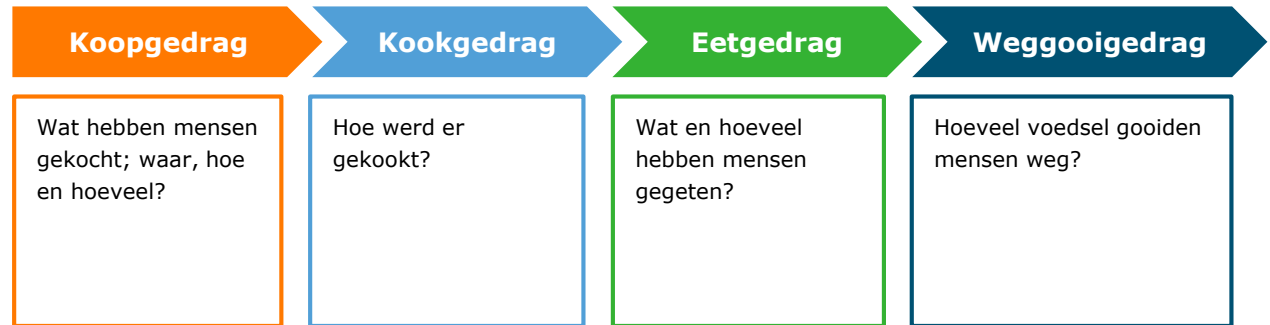 Koopgedrag
Kookgedrag
Eetgedrag
Weggooigedrag
Wat hebben mensen
gekocht; waar, hoe
en hoeveel?
Hoe werd er
gekookt?
Wat en hoeveel
hebben mensen
gegeten?
Hoeveel voedsel gooiden
mensen weg?